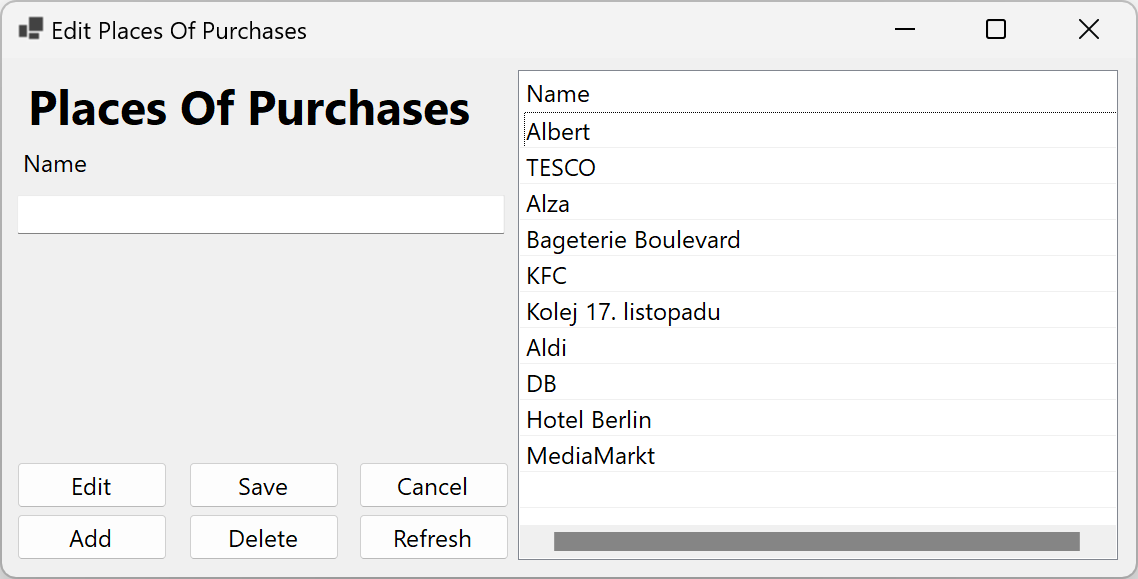 Edit Places Of Purchases
Places Of Purchases
Name
Edit
Save
Cancel
Add
Delete
Refresh
Name
Albert
TESCO
Alza
Bageterie Boulevard
KFC
Kolej 17. listopadu
Aldi
DB
Hotel Berlin
MediaMarkt